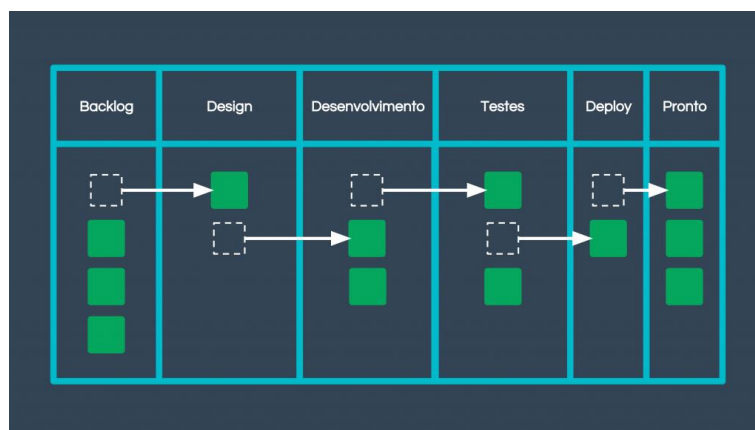 Backlog
Design
Desenvolvimento
Testes
Deploy
Pronto